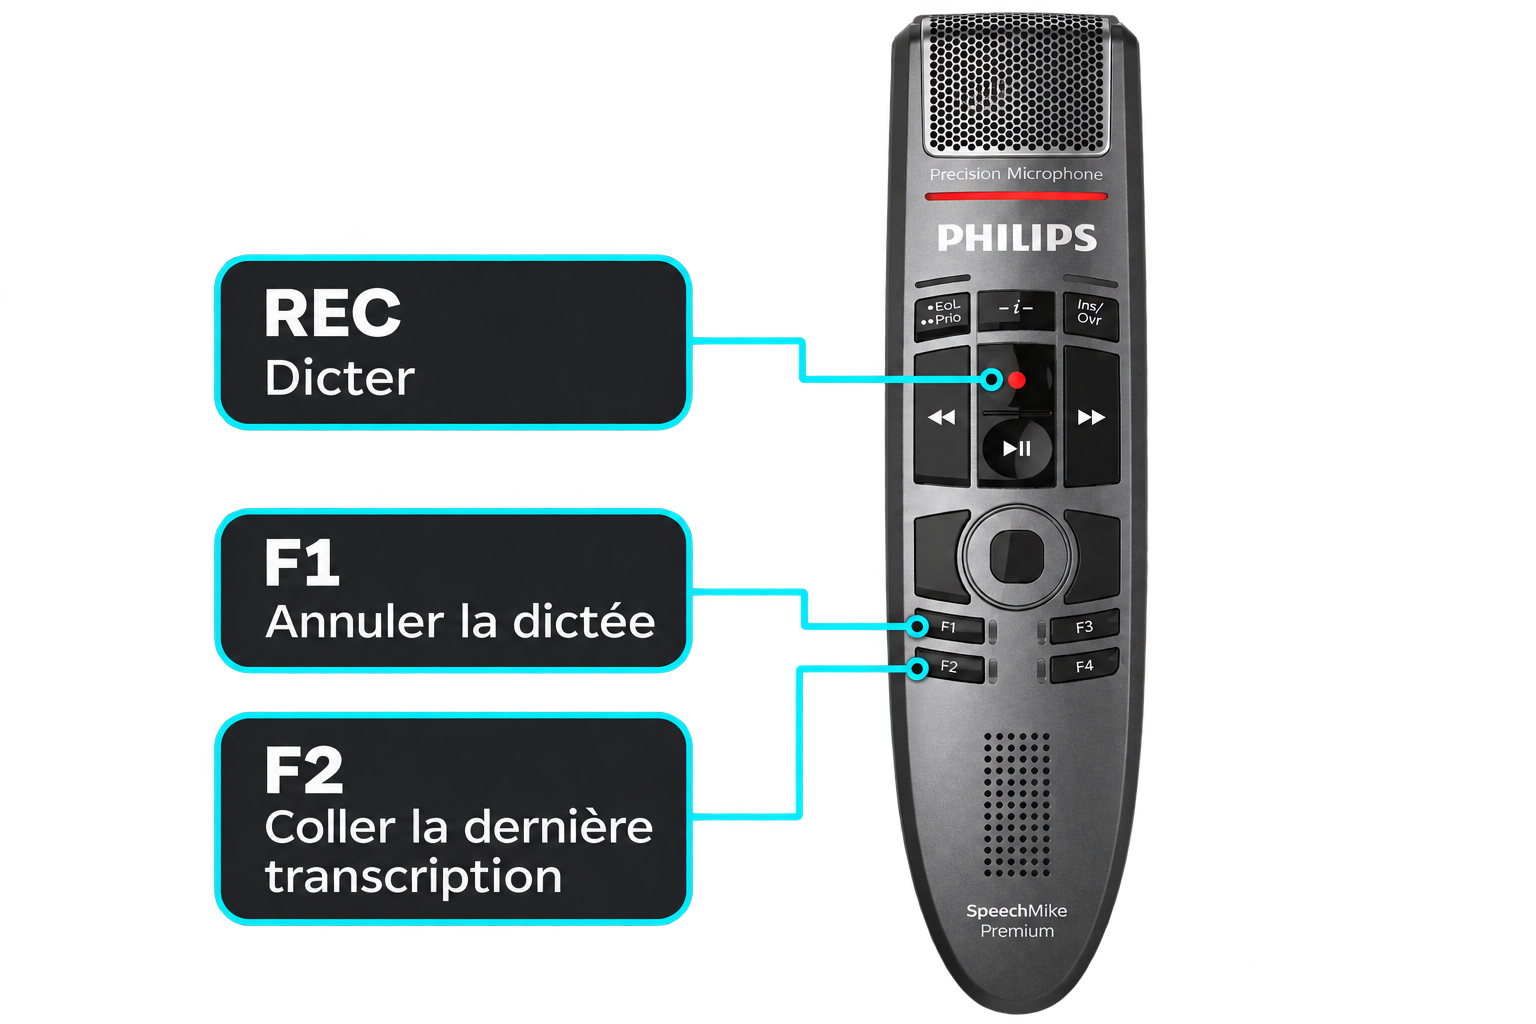 Precision Microphone
PHILIPS
•EoL
••Prio
–i–
Ins/
Ovr
REC
Dicter
F1
Annuler la dictée
F1
F3
F2
F4
F2
Coller la dernière
transcription
SpeechMike
Premium